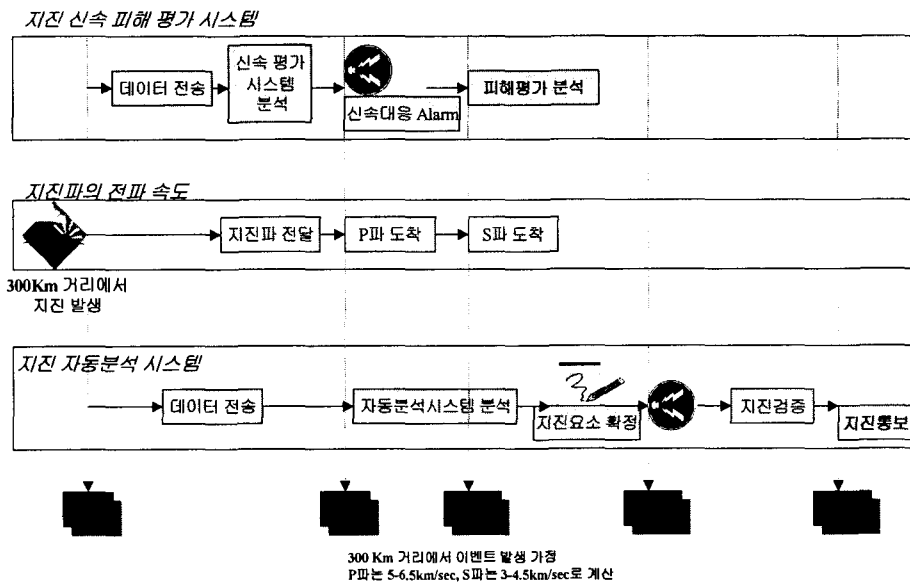 지진 신속 피해 평가 시스템
데이터 전송
신속 평가
시스템
분석
신속대응 Alarm
피해평가 분석
지진파의 전파 속도
지진파 전달
P파 도착
S파 도착
300Km 거리에서
지진 발생
지진 자동분석 시스템
데이터 전송
자동분석시스템 분석
지진요소 확정
지진검증
지진통보
300 Km 거리에서 이벤트 발생 가정
P파는 5-6.5km/sec, S파는 3-4.5km/sec로 계산